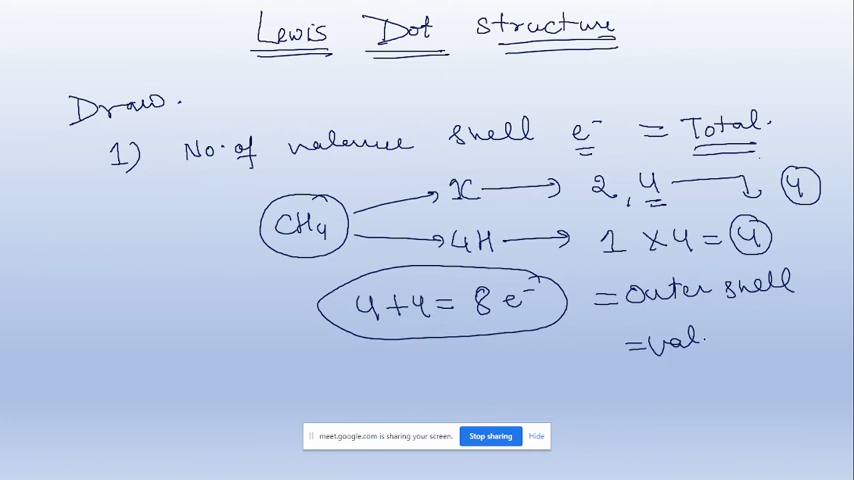 Lewis Dot structure
Draw.
1) No. of valence shell e⁻ = Total.
CH4
1C → 2, 4 → 4
4H → 1 × 4 = 4
4 + 4 = 8 e⁻ = outer shell
= val.
meet.google.com is sharing your screen. Stop sharing Hide